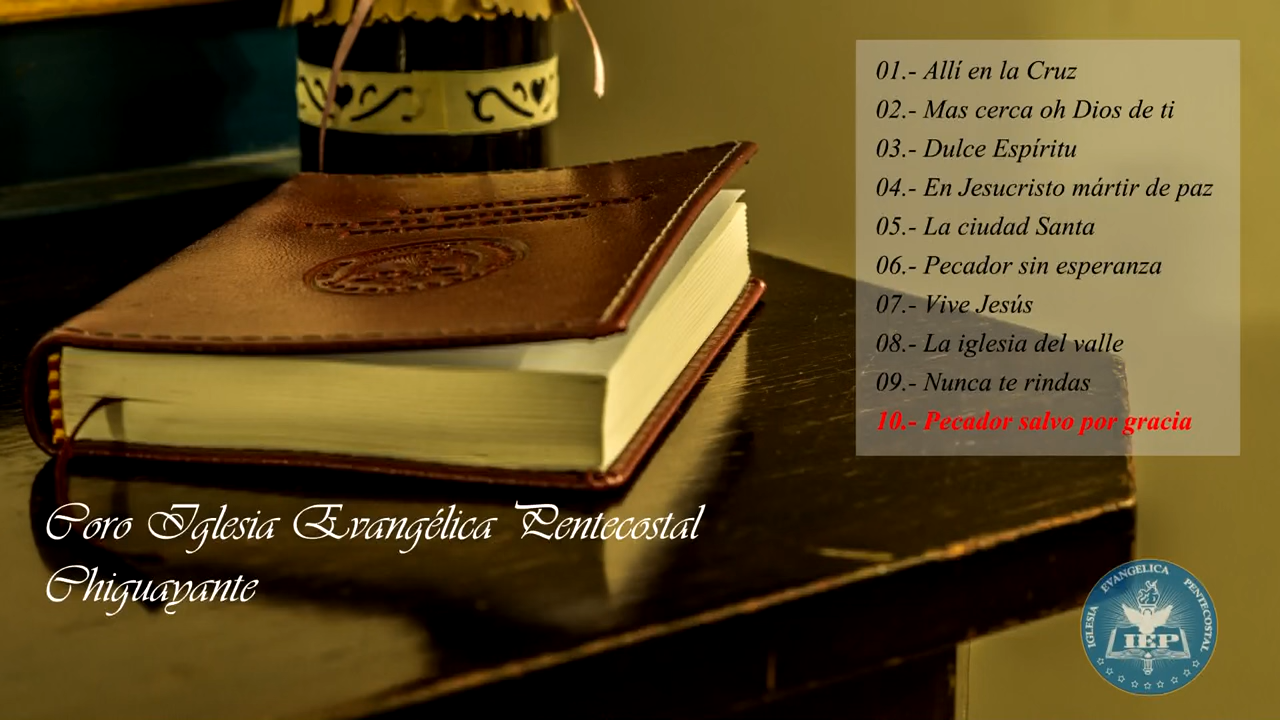 01.- Allí en la Cruz
02.- Mas cerca oh Dios de ti
03.- Dulce Espíritu
04.- En Jesucristo mártir de paz
05.- La ciudad Santa
06.- Pecador sin esperanza
07.- Vive Jesús
08.- La iglesia del valle
09.- Nunca te rindas
10.- Pecador salvo por gracia
Coro Iglesia Evangélica Pentecostal
Chiguayante
IGLESIA EVANGELICA PENTECOSTAL
IEP